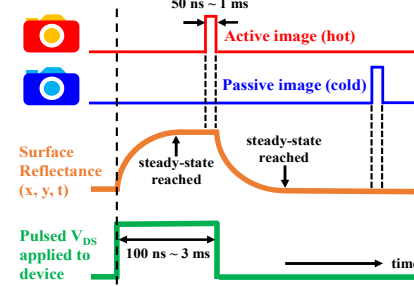 50 ns ~ 1 ms
Active image (hot)
Passive image (cold)
Surface
Reflectance
(x, y, t)
steady-state
reached
steady-state
reached
Pulsed V_DS
applied to
device
100 ns ~ 3 ms
time